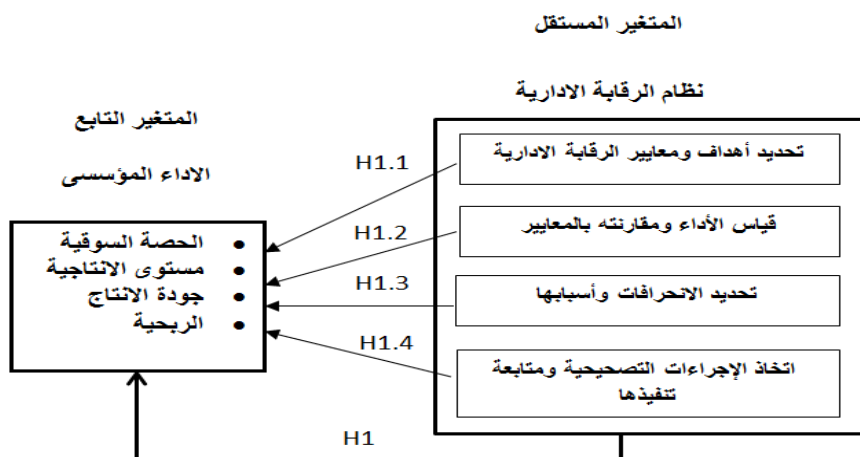 المتغير المستقل
نظام الرقابة الادارية
تحديد أهداف ومعايير الرقابة الادارية
قياس الأداء ومقارنته بالمعايير
تحديد الانحرافات وأسبابها
اتخاذ الإجراءات التصحيحية ومتابعة
تنفيذها
H1.1
H1.2
H1.3
H1.4
المتغير التابع
الاداء المؤسسى
• الحصة السوقية
• مستوى الانتاجية
• جودة الانتاج
• الربحية
H1